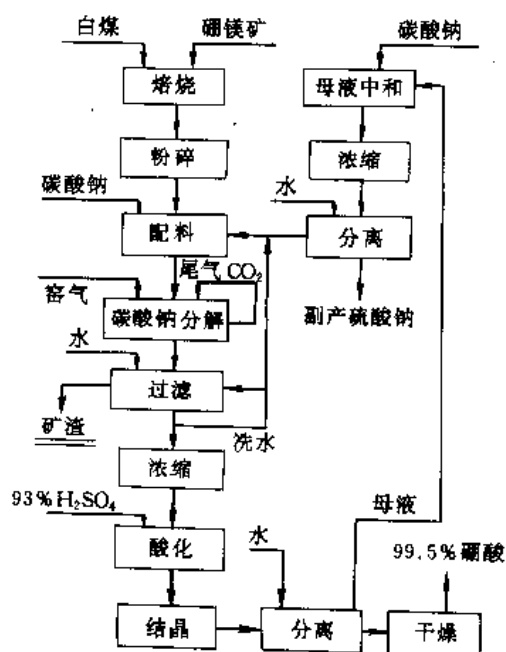 白煤
硼镁矿
碳酸钠
焙烧
母液中和
粉碎
浓缩
碳酸钠
水
配料
分离
尾气CO₂
窑气
副产硫酸钠
碳酸钠分解
水
过滤
矿渣
洗水
浓缩
93%H₂SO₄
母液
酸化
水
99.5%硼酸
结晶
分离
干燥